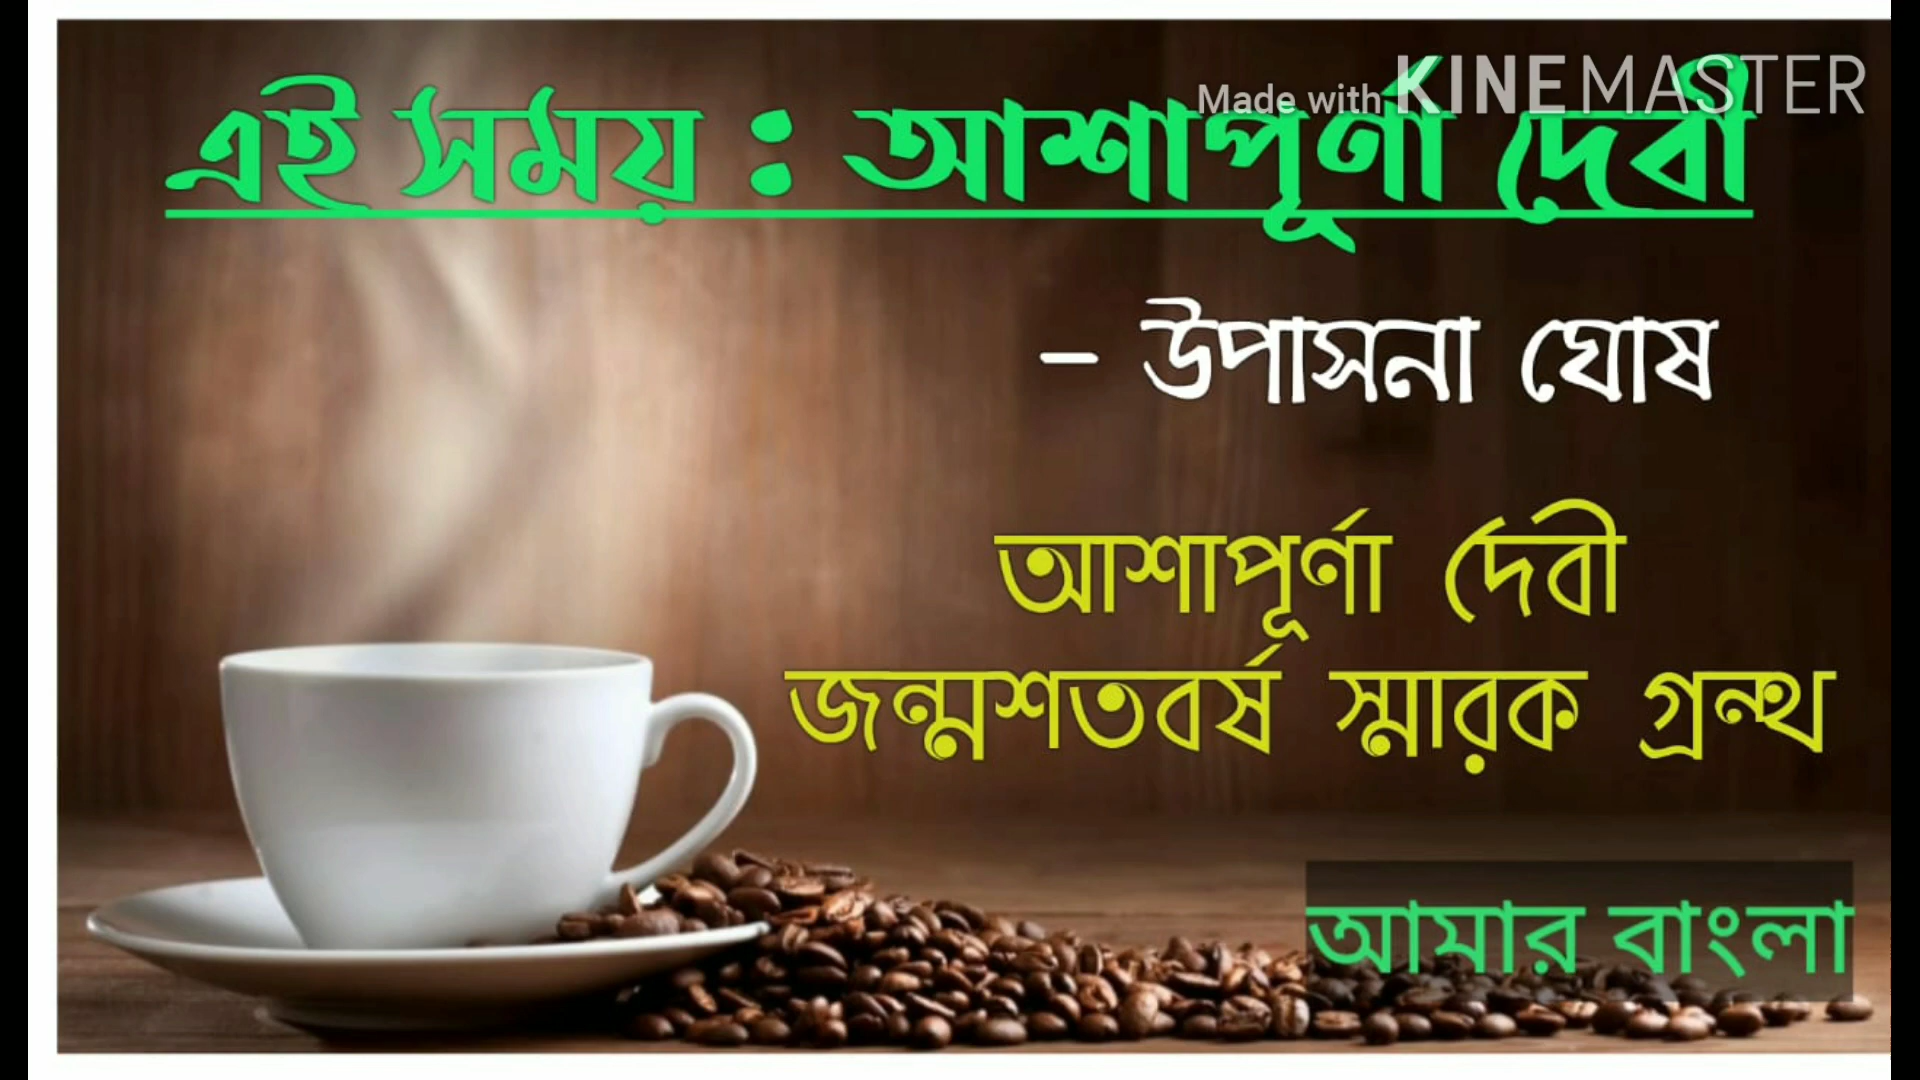 Made with KINEMASTER
এই সময় : আশাপূর্ণা দেবী
– উপাসনা ঘোষ
আশাপূর্ণা দেবী
জন্মশতবর্ষ স্মারক গ্রন্থ
আমার বাংলা